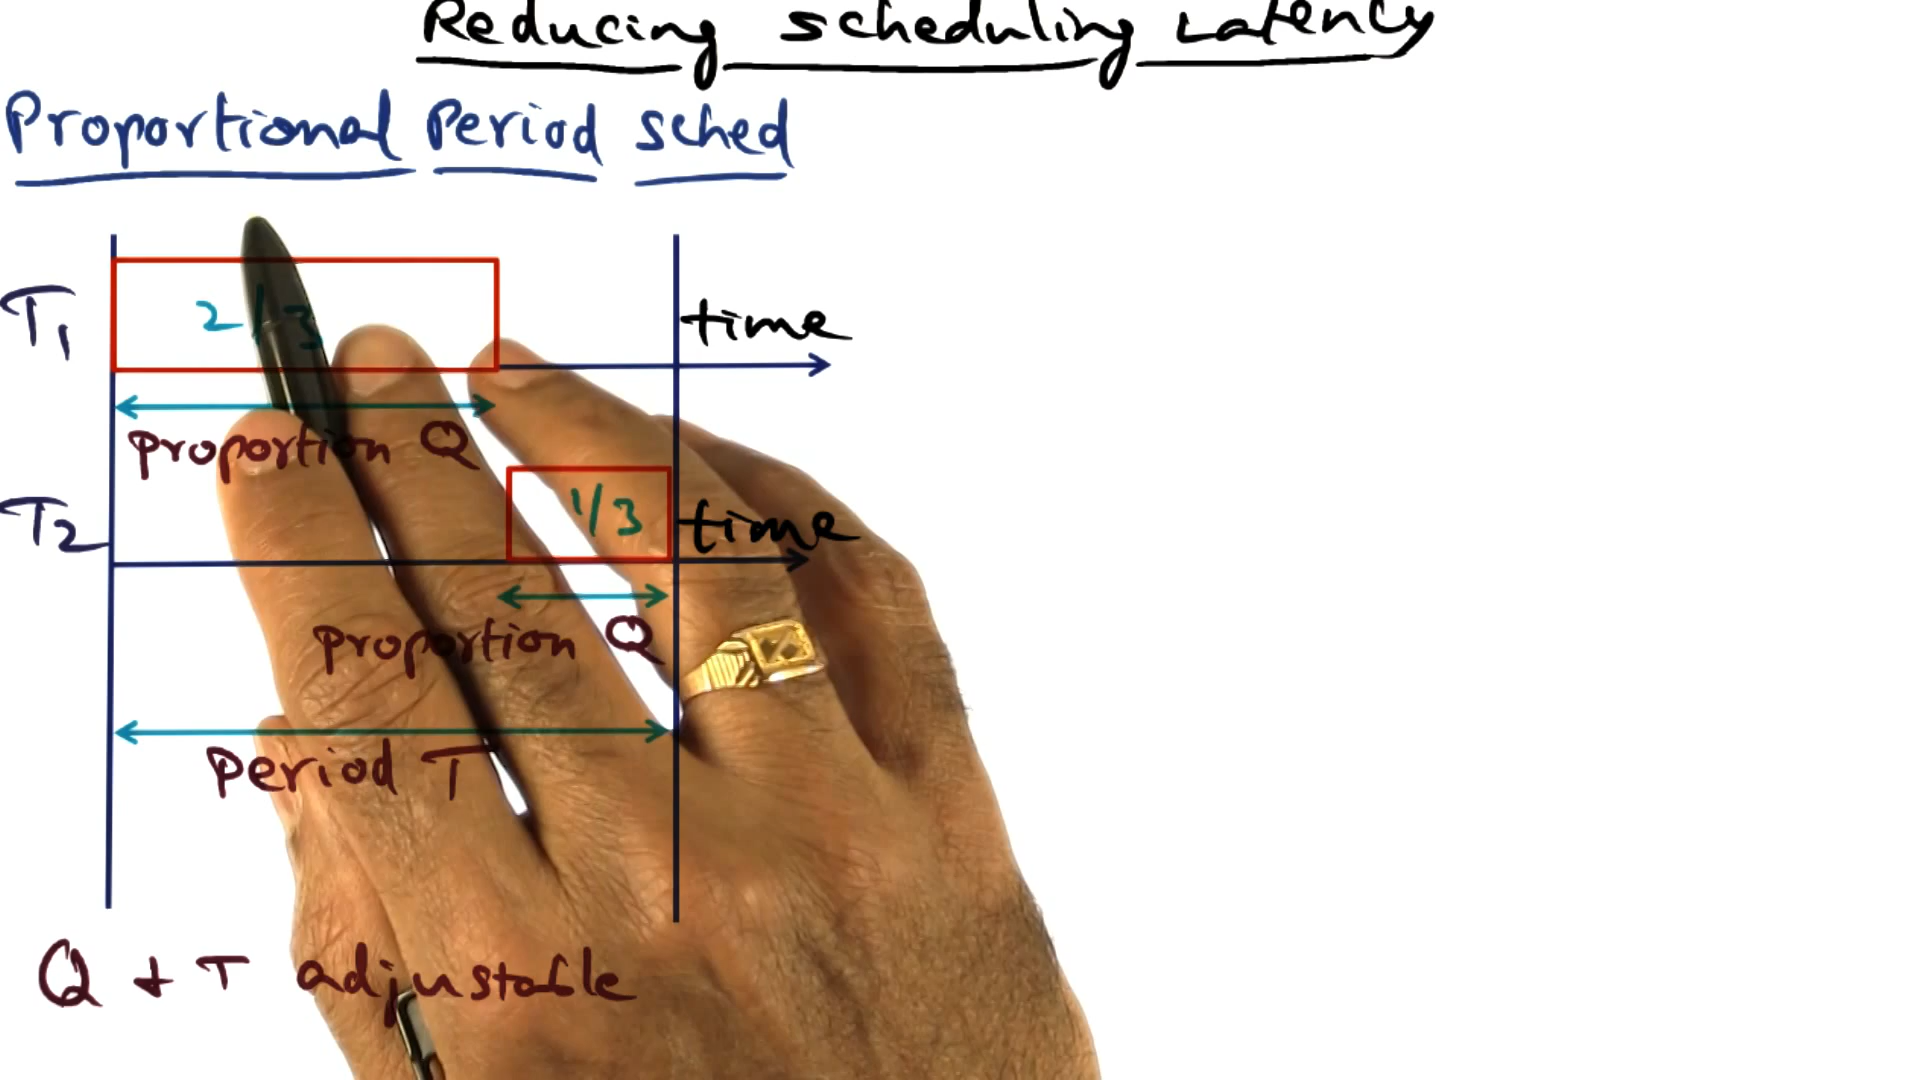 Reducing scheduling Latency
Proportional Period sched
T1
2/3
time
proportion Q
T2
1/3
time
proportion Q
Period T
Q + T adjustable